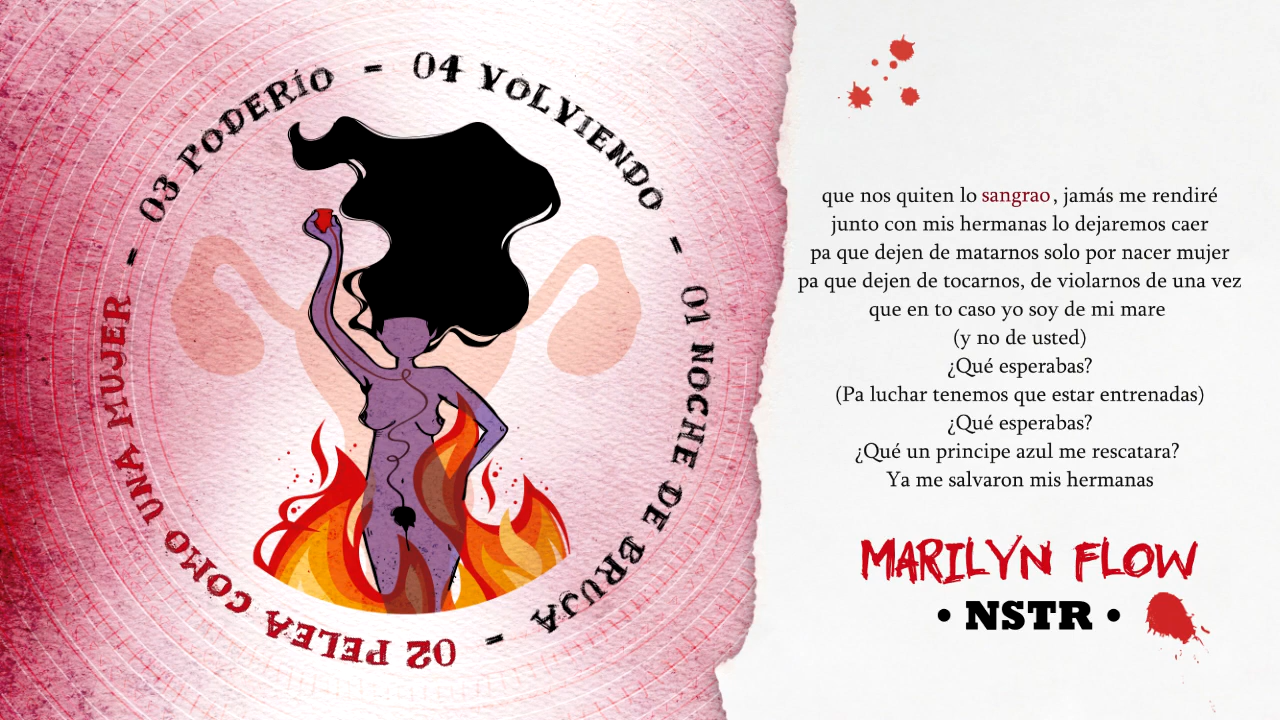 01 NOCHE DE BRUJA -
02 PELEA COMO UNA MUJER -
03 PODERÍO -
04 VOLVIENDO -
que nos quiten lo sangrao, jamás me rendiré
junto con mis hermanas lo dejaremos caer
pa que dejen de matarnos solo por nacer mujer
pa que dejen de tocarnos, de violarnos de una vez
que en to caso yo soy de mi mare
(y no de usted)
¿Qué esperabas?
(Pa luchar tenemos que estar entrenadas)
¿Qué esperabas?
¿Qué un principe azul me rescatara?
Ya me salvaron mis hermanas
MARILYN FLOW
• NSTR •